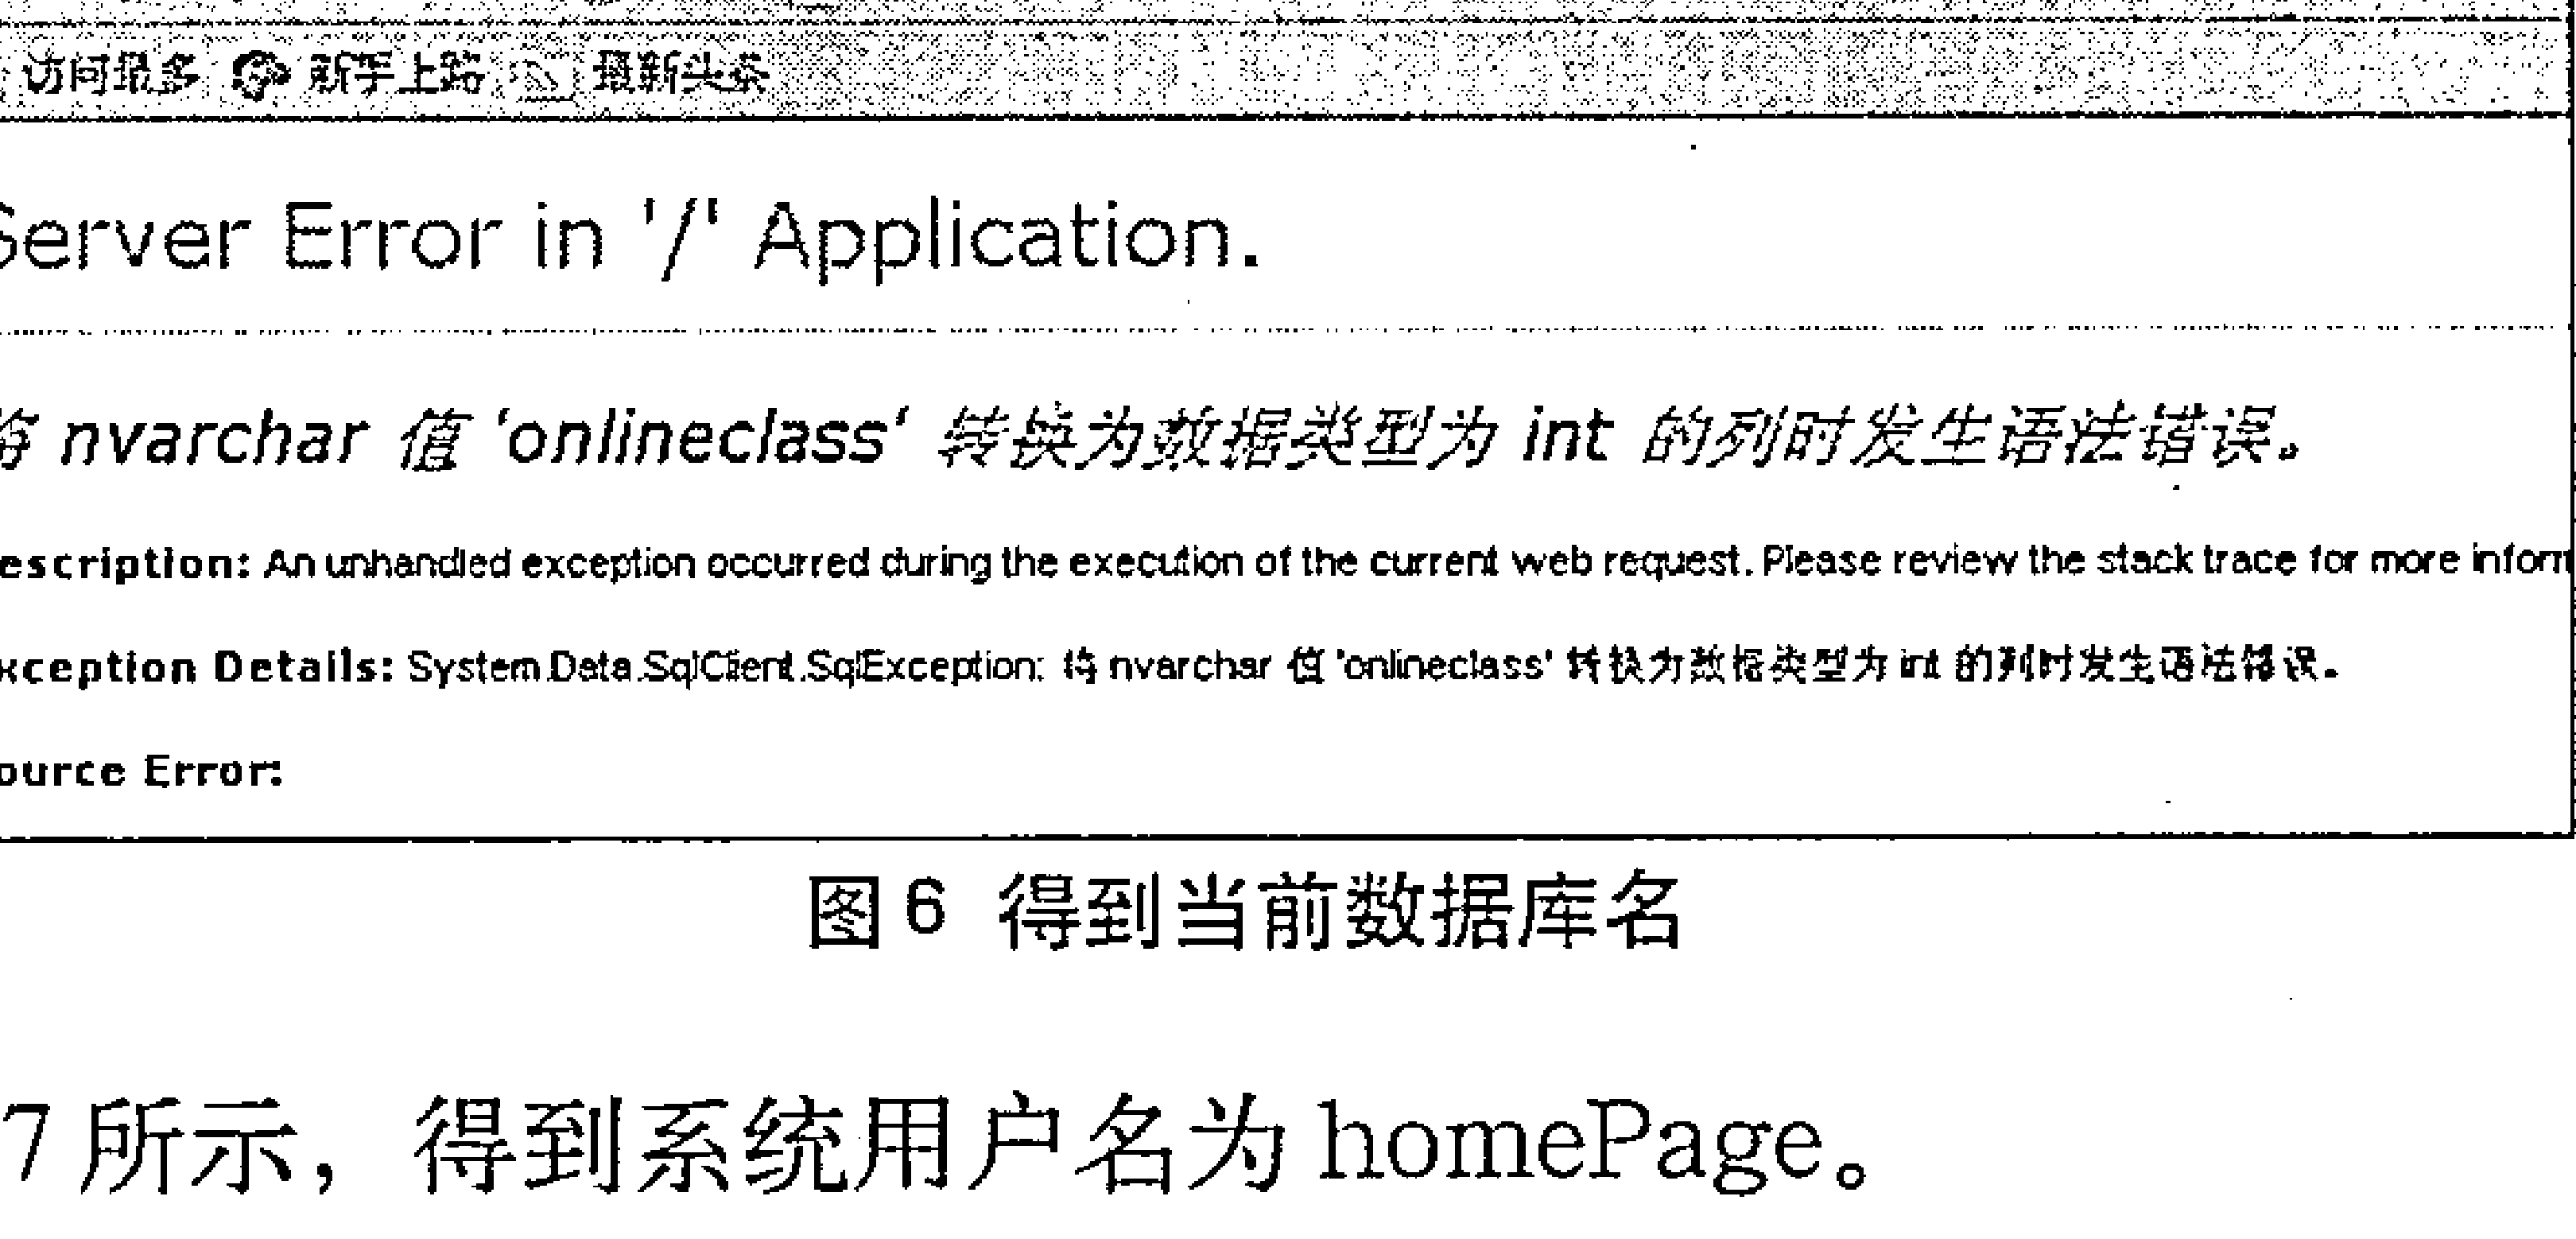 访问最多 新手上路 最新头条
Server Error in '/' Application.
将 nvarchar 值 'onlineclass' 转换为数据类型为 int 的列时发生语法错误。
escription: An unhandled exception occurred during the execution of the current web request. Please review the stack trace for more inform
xception Details: System.Data.SqlClient.SqlException: 将 nvarchar 值 'onlineclass' 转换为数据类型为 int 的列时发生语法错误。
ource Error:
图 6 得到当前数据库名
7 所示，得到系统用户名为 homePage。